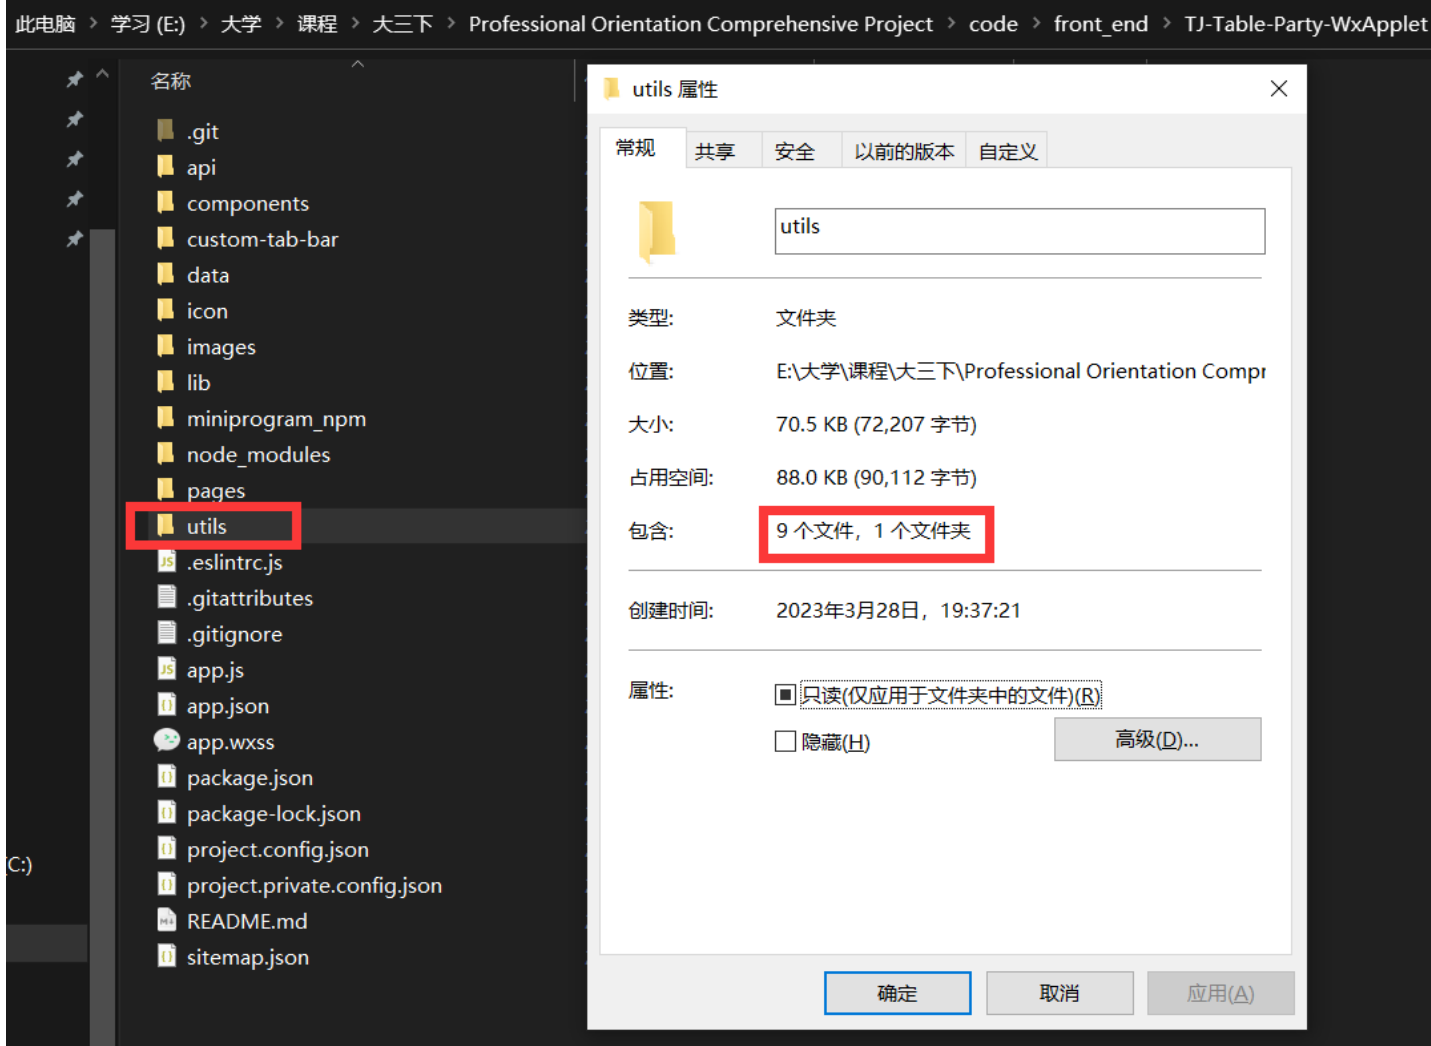 此电脑 > 学习 (E:) > 大学 > 课程 > 大三下 > Professional Orientation Comprehensive Project > code > front_end > TJ-Table-Party-WxApplet
名称
.git
api
components
custom-tab-bar
data
icon
images
lib
miniprogram_npm
node_modules
pages
utils
.eslintrc.js
.gitattributes
.gitignore
app.js
app.json
app.wxss
package.json
package-lock.json
project.config.json
project.private.config.json
README.md
sitemap.json
C:)
utils 属性
常规 共享 安全 以前的版本 自定义
utils
类型: 文件夹
位置: E:\大学\课程\大三下\Professional Orientation Compr
大小: 70.5 KB (72,207 字节)
占用空间: 88.0 KB (90,112 字节)
包含: 9 个文件，1 个文件夹
创建时间: 2023年3月28日，19:37:21
属性: 只读(仅应用于文件夹中的文件)(R)
隐藏(H)
高级(D)...
确定 取消 应用(A)